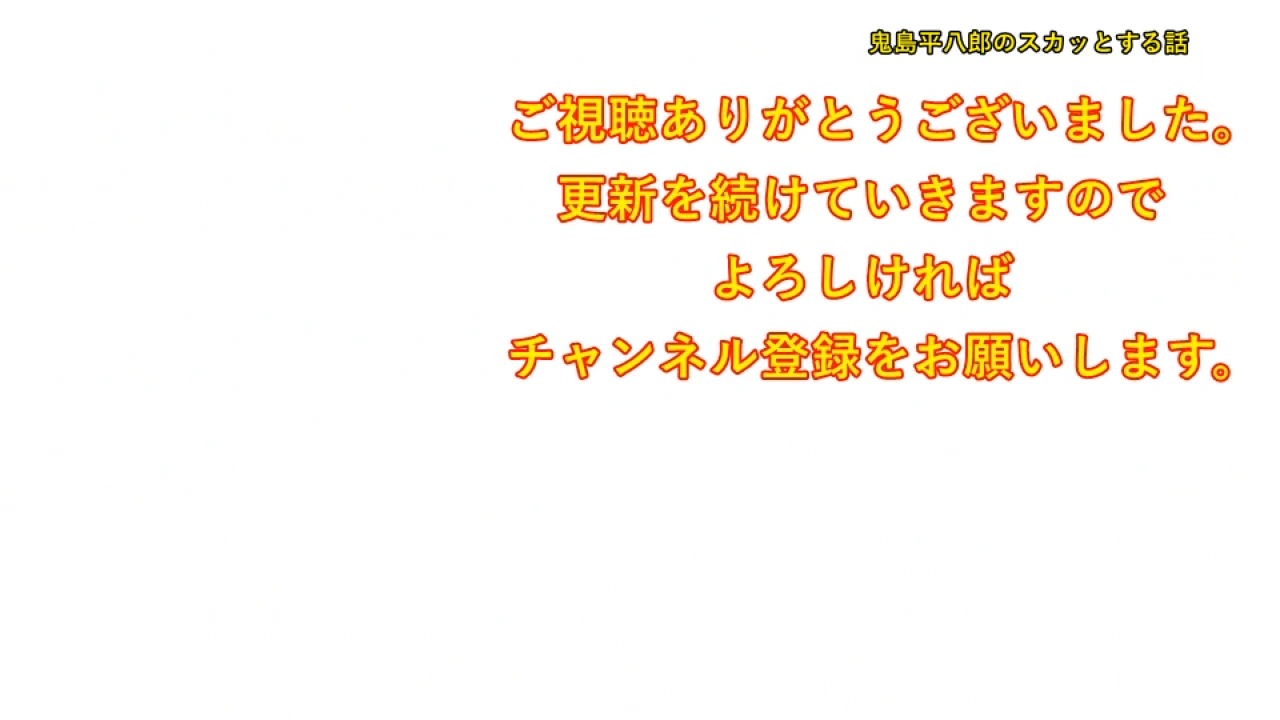 鬼島平八郎のスカッとする話
ご視聴ありがとうございました。
更新を続けていきますので
よろしければ
チャンネル登録をお願いします。